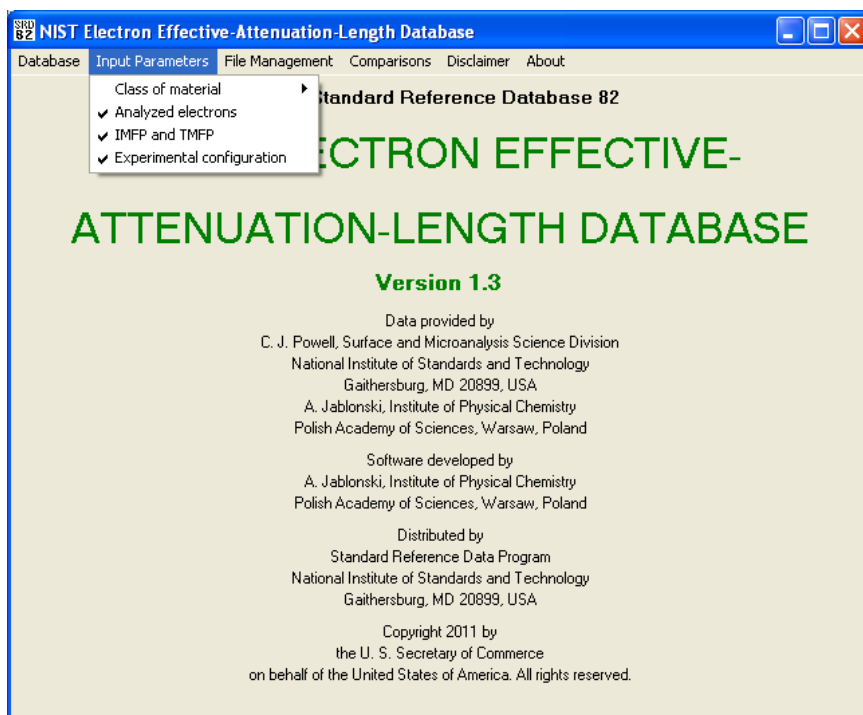 SRD
82
NIST Electron Effective-Attenuation-Length Database
Database Input Parameters File Management Comparisons Disclaimer About
Class of material
Analyzed electrons
IMFP and TMFP
Experimental configuration
Standard Reference Database 82
ECTRON EFFECTIVE-
ATTENUATION-LENGTH DATABASE
Version 1.3
Data provided by
C. J. Powell, Surface and Microanalysis Science Division
National Institute of Standards and Technology
Gaithersburg, MD 20899, USA
A. Jablonski, Institute of Physical Chemistry
Polish Academy of Sciences, Warsaw, Poland
Software developed by
A. Jablonski, Institute of Physical Chemistry
Polish Academy of Sciences, Warsaw, Poland
Distributed by
Standard Reference Data Program
National Institute of Standards and Technology
Gaithersburg, MD 20899, USA
Copyright 2011 by
the U. S. Secretary of Commerce
on behalf of the United States of America. All rights reserved.